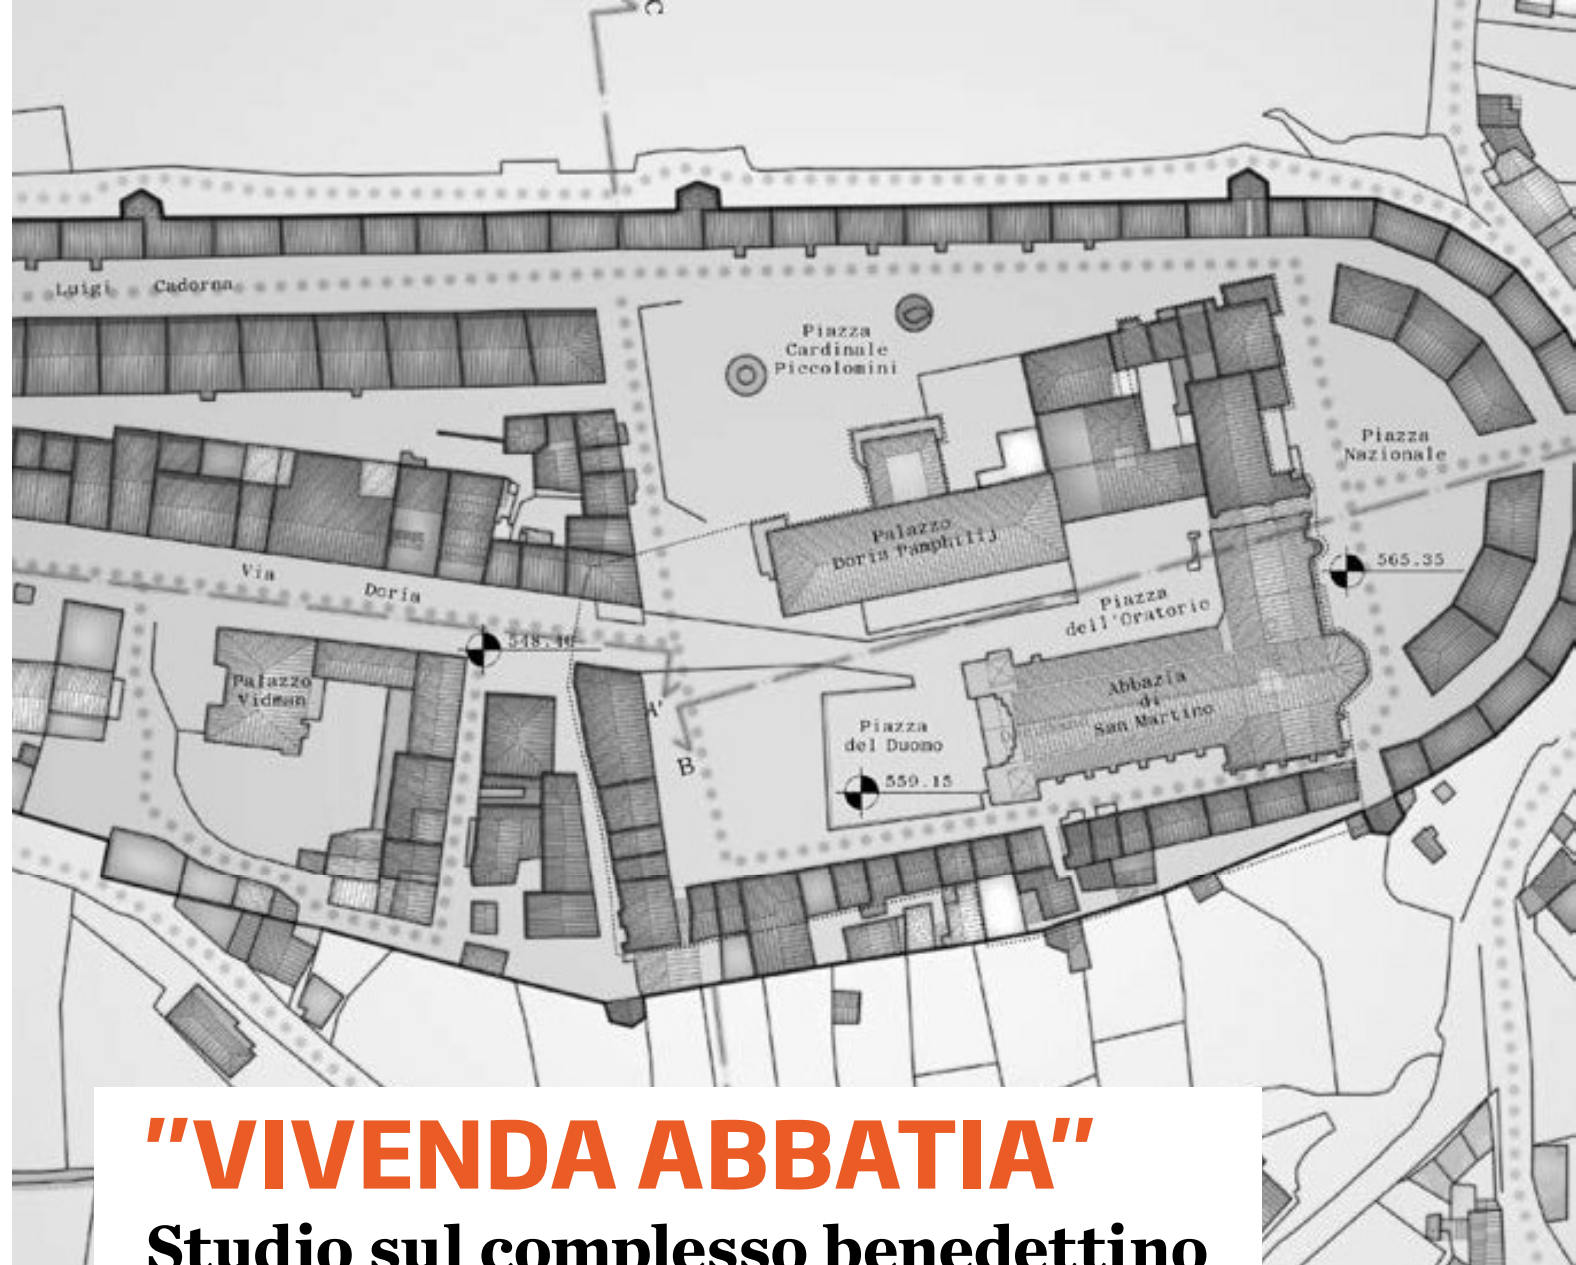 C
Luigi Cadorna
Piazza
Cardinale
Piccolomini
Piazza
Nazionale
Palazzo
Doria Pamphilij
565.35
Via Doria
Piazza
dell'Oratorio
548.40
Palazzo
Vidman
Abbazia
di
San Martino
A'
Piazza
del Duomo
B
559.15
"VIVENDA ABBATIA"
Studio sul complesso benedettino